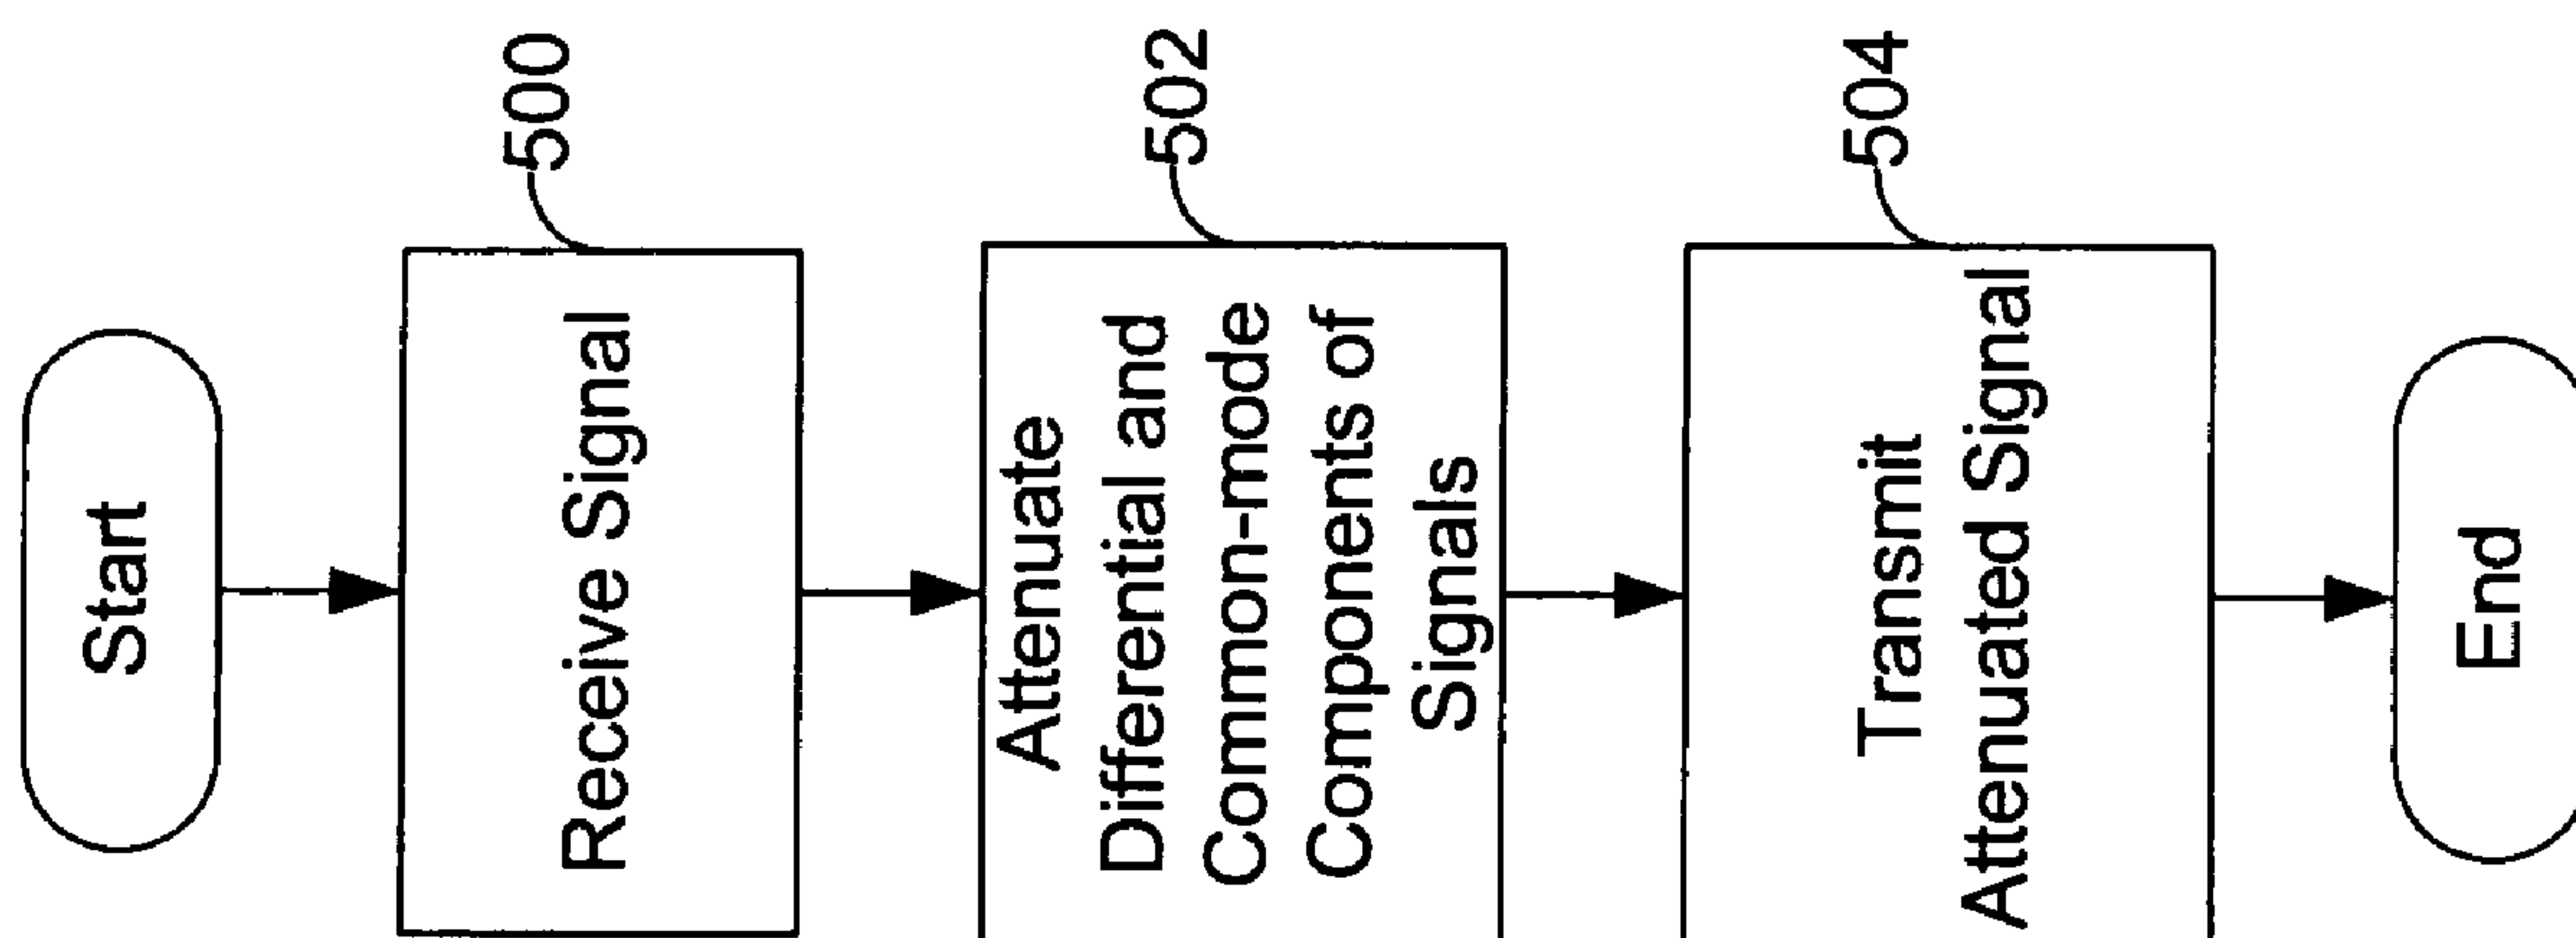 Start
500
Receive Signal
502
Attenuate
Differential and
Common-mode
Components of
Signals
504
Transmit
Attenuated Signal
End